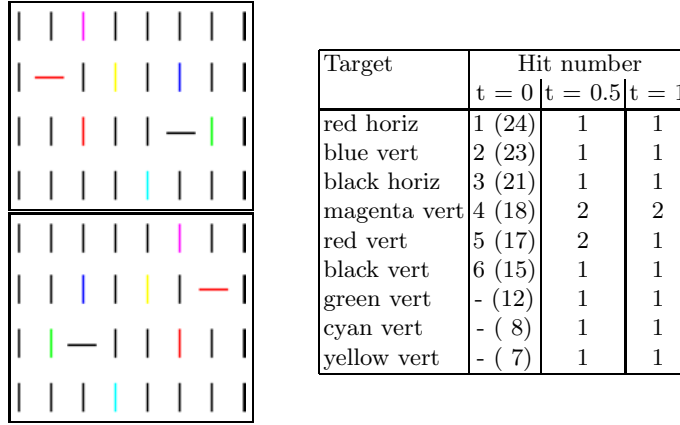 Target Hit number
t = 0 t = 0.5 t = 1
red horiz 1 (24) 1 1
blue vert 2 (23) 1 1
black horiz 3 (21) 1 1
magenta vert 4 (18) 2 2
red vert 5 (17) 2 1
black vert 6 (15) 1 1
green vert - (12) 1 1
cyan vert - ( 8) 1 1
yellow vert - ( 7) 1 1